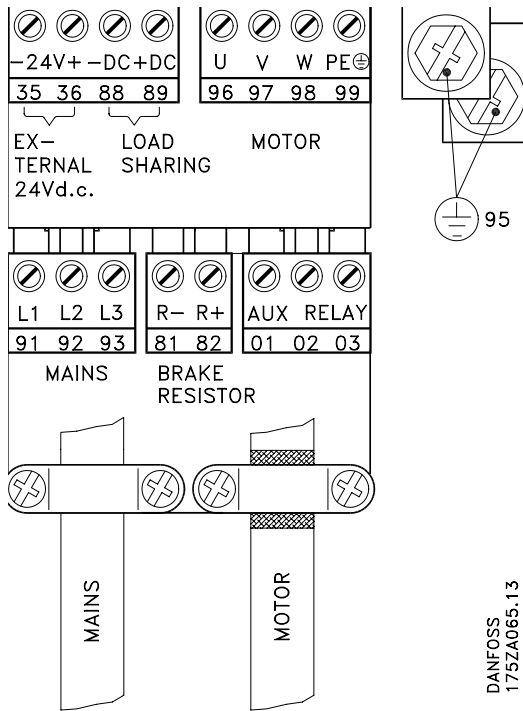 -24V+ -DC+DC
35 36 88 89
EX-
TERNAL
24Vd.c.
LOAD
SHARING
U V W PE
96 97 98 99
MOTOR
95
L1 L2 L3
91 92 93
MAINS
R- R+
81 82
BRAKE
RESISTOR
AUX RELAY
01 02 03
MAINS
MOTOR
DANFOSS
175ZA065.13